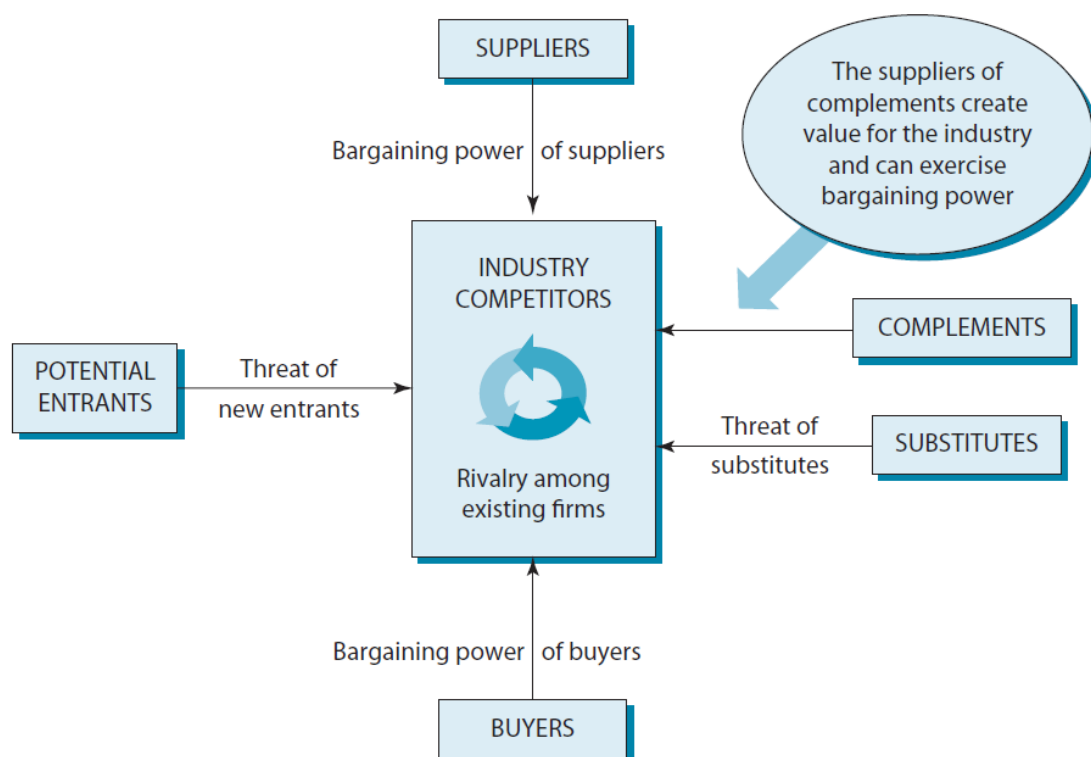 SUPPLIERS
The suppliers of
complements create
value for the industry
and can exercise
bargaining power
Bargaining power of suppliers
INDUSTRY
COMPETITORS
COMPLEMENTS
POTENTIAL
ENTRANTS
Threat of
new entrants
Threat of
substitutes
SUBSTITUTES
Rivalry among
existing firms
Bargaining power of buyers
BUYERS